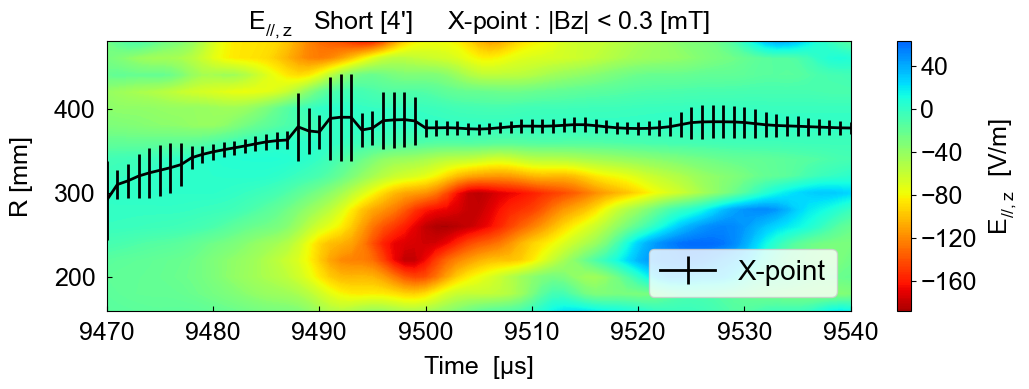 E//, z Short [4'] X-point : |Bz| < 0.3 [mT]
400
300
200
R [mm]
9470 9480 9490 9500 9510 9520 9530 9540
Time [μs]
X-point
40
0
−40
−80
−120
−160
E//, z [V/m]